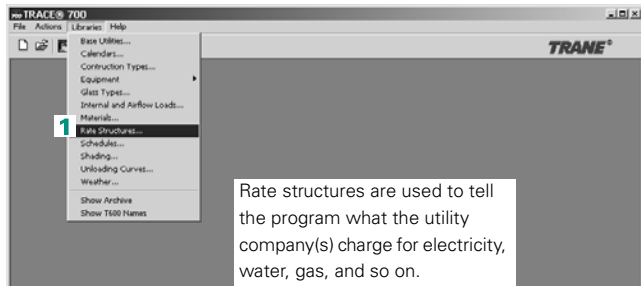 TRACE® 700
File Actions Libraries Help
TRANE®
Base Utilities...
Calendars...
Contruction Types...
Equipment
Glass Types...
Internal and Airflow Loads...
Materials...
1 Rate Structures...
Schedules...
Shading...
Unloading Curves...
Weather...
Show Archive
Show T600 Names
Rate structures are used to tell
the program what the utility
company(s) charge for electricity,
water, gas, and so on.